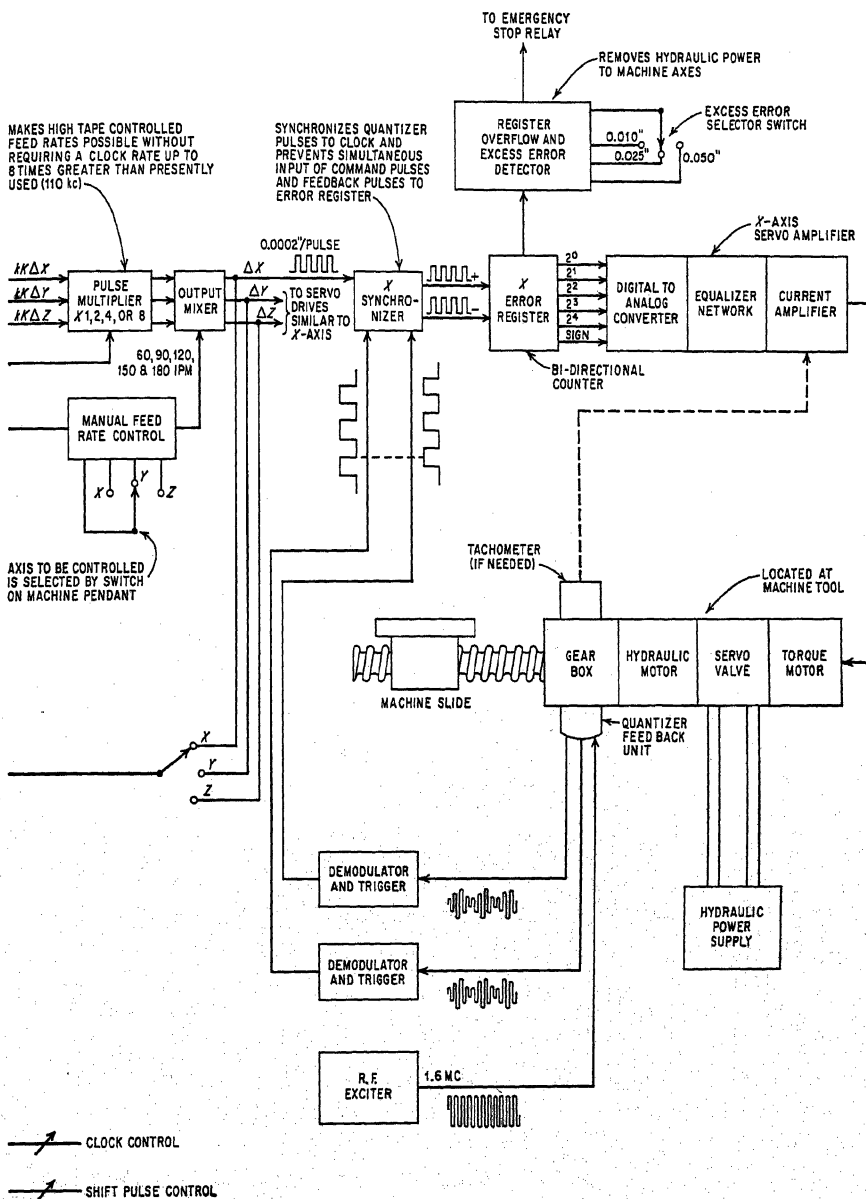 TO EMERGENCY
STOP RELAY
REMOVES HYDRAULIC POWER
TO MACHINE AXES
MAKES HIGH TAPE CONTROLLED
FEED RATES POSSIBLE WITHOUT
REQUIRING A CLOCK RATE UP TO
8 TIMES GREATER THAN PRESENTLY
USED (110 kc)
SYNCHRONIZES QUANTIZER
PULSES TO CLOCK AND
PREVENTS SIMULTANEOUS
INPUT OF COMMAND PULSES
AND FEEDBACK PULSES TO
ERROR REGISTER
REGISTER
OVERFLOW AND
EXCESS ERROR
DETECTOR
EXCESS ERROR
SELECTOR SWITCH
0.010"
0.025"
0.050"
0.0002"/PULSE
X-AXIS
SERVO AMPLIFIER
kKΔX
kKΔY
kKΔZ
PULSE
MULTIPLIER
X 1, 2, 4, OR 8
OUTPUT
MIXER
ΔX
ΔY
ΔZ
TO SERVO
DRIVES
SIMILAR TO
X-AXIS
X
SYNCHRO-
NIZER
+
-
X
ERROR
REGISTER
2⁰
2¹
2²
2³
2⁴
SIGN
DIGITAL TO
ANALOG
CONVERTER
EQUALIZER
NETWORK
CURRENT
AMPLIFIER
60, 90, 120,
150 & 180 IPM
BI-DIRECTIONAL
COUNTER
MANUAL FEED
RATE CONTROL
X
Y
Z
AXIS TO BE CONTROLLED
IS SELECTED BY SWITCH
ON MACHINE PENDANT
TACHOMETER
(IF NEEDED)
LOCATED AT
MACHINE TOOL
GEAR
BOX
HYDRAULIC
MOTOR
SERVO
VALVE
TORQUE
MOTOR
MACHINE SLIDE
QUANTIZER
FEED BACK
UNIT
X
Y
Z
DEMODULATOR
AND TRIGGER
DEMODULATOR
AND TRIGGER
HYDRAULIC
POWER
SUPPLY
R.F.
EXCITER
1.6 MC
CLOCK CONTROL
SHIFT PULSE CONTROL